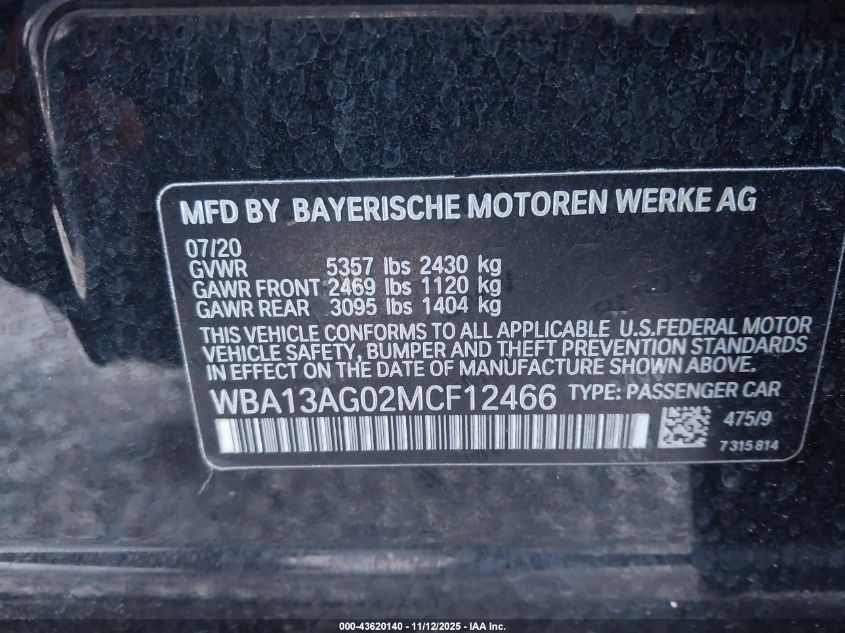 MFD BY BAYERISCHE MOTOREN WERKE AG
07/20
GVWR 5357 lbs 2430 kg
GAWR FRONT 2469 lbs 1120 kg
GAWR REAR 3095 lbs 1404 kg
THIS VEHICLE CONFORMS TO ALL APPLICABLE U.S.FEDERAL MOTOR
VEHICLE SAFETY, BUMPER AND THEFT PREVENTION STANDARDS
IN EFFECT ON THE DATE OF MANUFACTURE SHOWN ABOVE.
WBA13AG02MCF12466 TYPE: PASSENGER CAR
475/9
7315814
000-43620140 - 11/12/2025 - IAA Inc.